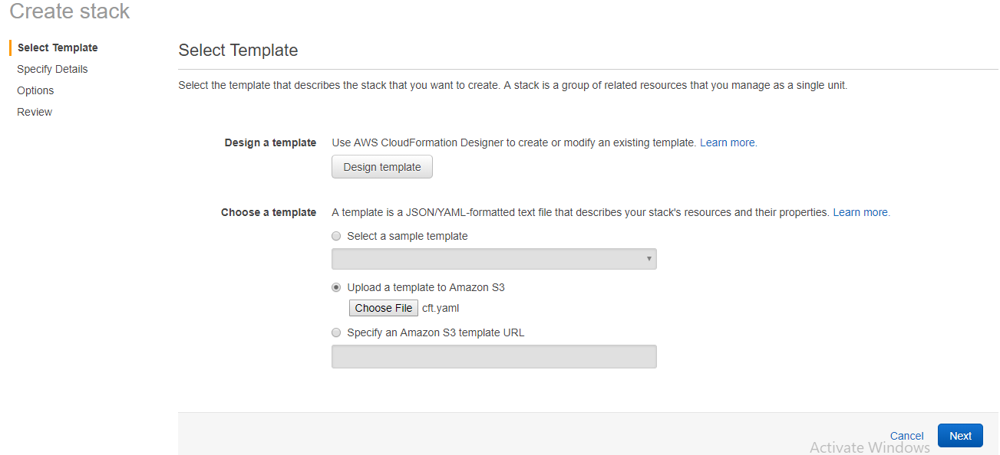 Create stack
Select Template
Specify Details
Options
Review
Select Template
Select the template that describes the stack that you want to create. A stack is a group of related resources that you manage as a single unit.
Design a template
Use AWS CloudFormation Designer to create or modify an existing template. Learn more.
Design template
Choose a template
A template is a JSON/YAML-formatted text file that describes your stack's resources and their properties. Learn more.
Select a sample template
Upload a template to Amazon S3
Choose File cft.yaml
Specify an Amazon S3 template URL
Cancel
Next
Activate Windows